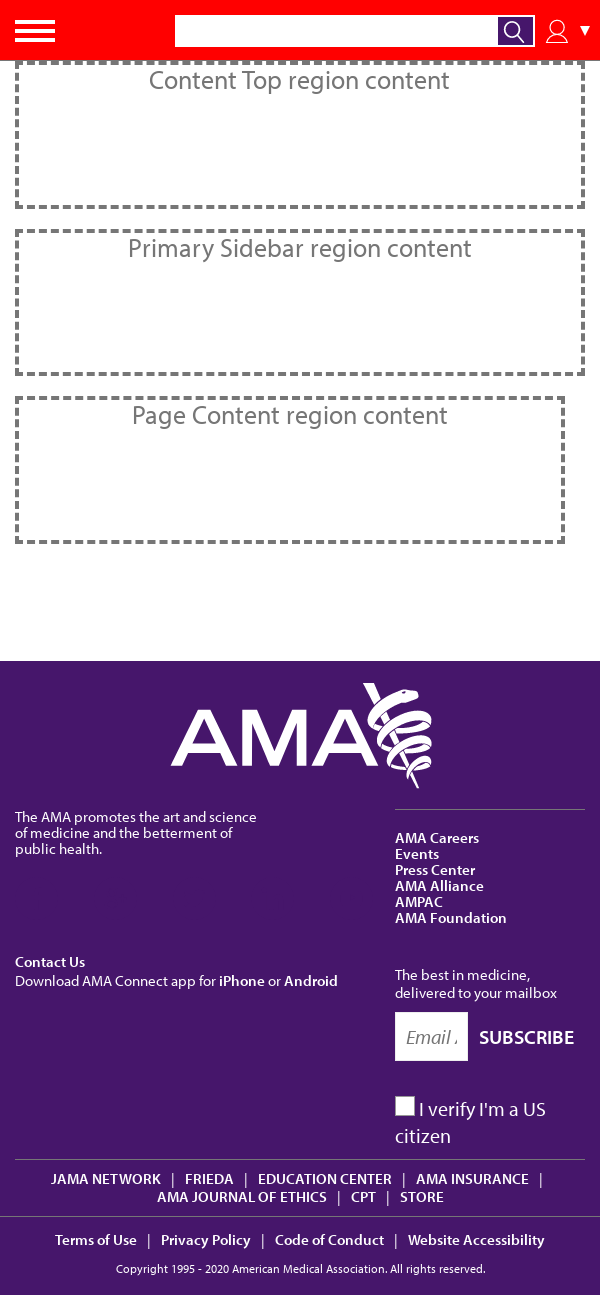 Content Top region content
Primary Sidebar region content
Page Content region content
AMA
The AMA promotes the art and science
of medicine and the betterment of
public health.
AMA Careers
Events
Press Center
AMA Alliance
AMPAC
AMA Foundation
Contact Us
Download AMA Connect app for iPhone or Android
The best in medicine,
delivered to your mailbox
Email
SUBSCRIBE
I verify I'm a US
citizen
JAMA NETWORK | FRIEDA | EDUCATION CENTER | AMA INSURANCE |
AMA JOURNAL OF ETHICS | CPT | STORE
Terms of Use | Privacy Policy | Code of Conduct | Website Accessibility
Copyright 1995 - 2020 American Medical Association. All rights reserved.